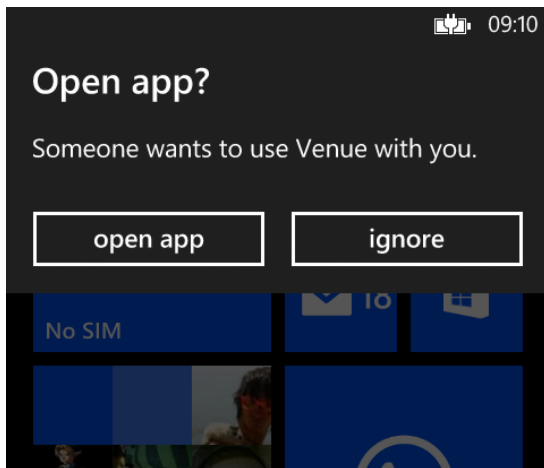 09:10
Open app?
Someone wants to use Venue with you.
open app
ignore
18
No SIM